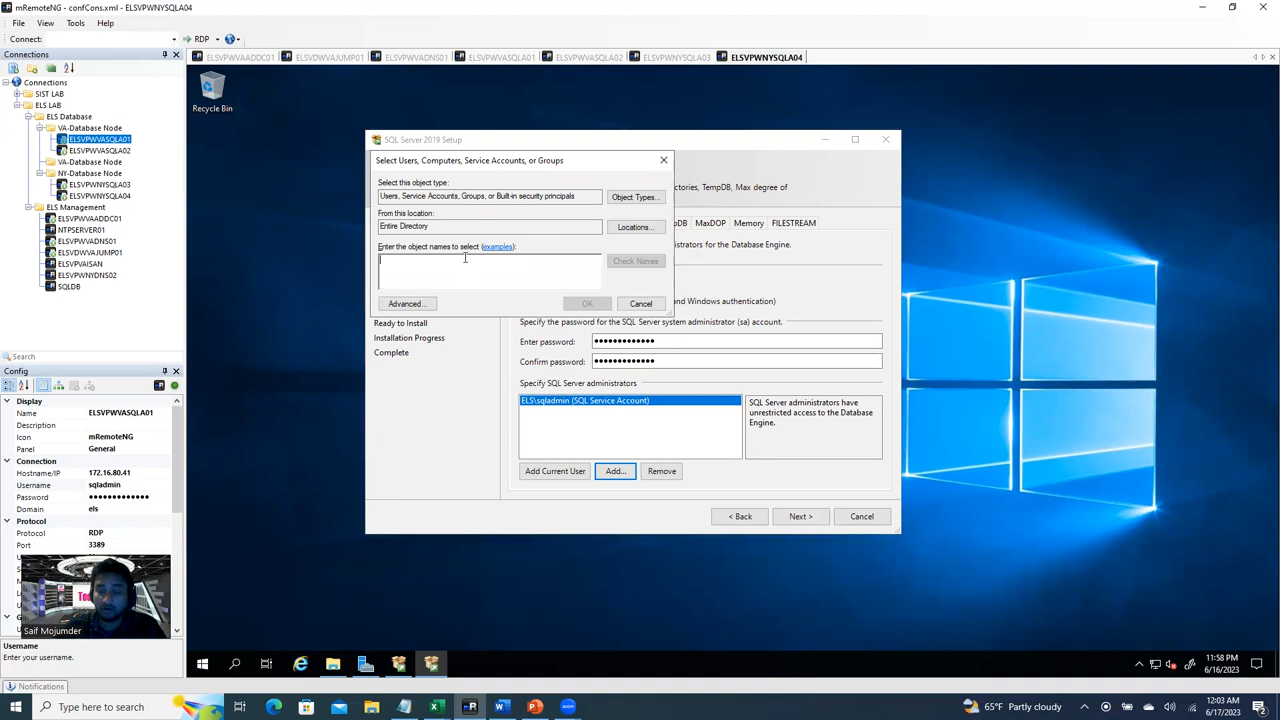 mRemoteNG - confCons.xml - ELSVPWNYSQLA04
File View Tools Help
Connect: RDP
Connections
ELSVPWVAADDC01 ELSVDWVAJUMP01 ELSVPWVADNS01 ELSVPWVASQLA01 ELSVPWVASQLA02 ELSVPWNYSQLA03 ELSVPWNYSQLA04
Connections
SIST LAB
ELS LAB
ELS Database
VA-Database Node
ELSVPWVASQLA01
ELSVPWVASQLA02
VA-Database Node
NY-Database Node
ELSVPWNYSQLA03
ELSVPWNYSQLA04
ELS Management
ELSVPWVAADDC01
NTPSERVER01
ELSVPWVADNS01
ELSVDWVAJUMP01
ELSVPVAISAN
ELSVPWNYDNS02
SQLDB
Search
Config
Display
Name ELSVPWVASQLA01
Description
Icon mRemoteNG
Panel General
Connection
Hostname/IP 172.16.80.41
Username sqladmin
Password •••••••••••••
Domain els
Protocol
Protocol RDP
Port 3389
Saif Mojumder
Username
Enter your username.
Notifications
Recycle Bin
SQL Server 2019 Setup
Select Users, Computers, Service Accounts, or Groups
Select this object type:
Users, Service Accounts, Groups, or Built-in security principals Object Types...
From this location:
Entire Directory Locations...
Enter the object names to select (examples):
Check Names
Advanced... OK Cancel
ctories, TempDB, Max degree of
pDB MaxDOP Memory FILESTREAM
ministrators for the Database Engine.
and Windows authentication)
Ready to Install
Installation Progress
Complete
Specify the password for the SQL Server system administrator (sa) account.
Enter password: •••••••••••••
Confirm password: •••••••••••••
Specify SQL Server administrators
ELS\sqladmin (SQL Service Account)
SQL Server administrators have
unrestricted access to the Database
Engine.
Add Current User Add... Remove
< Back Next > Cancel
11:58 PM
6/16/2023
Type here to search
Partly cloudy
12:03 AM
6/17/2023